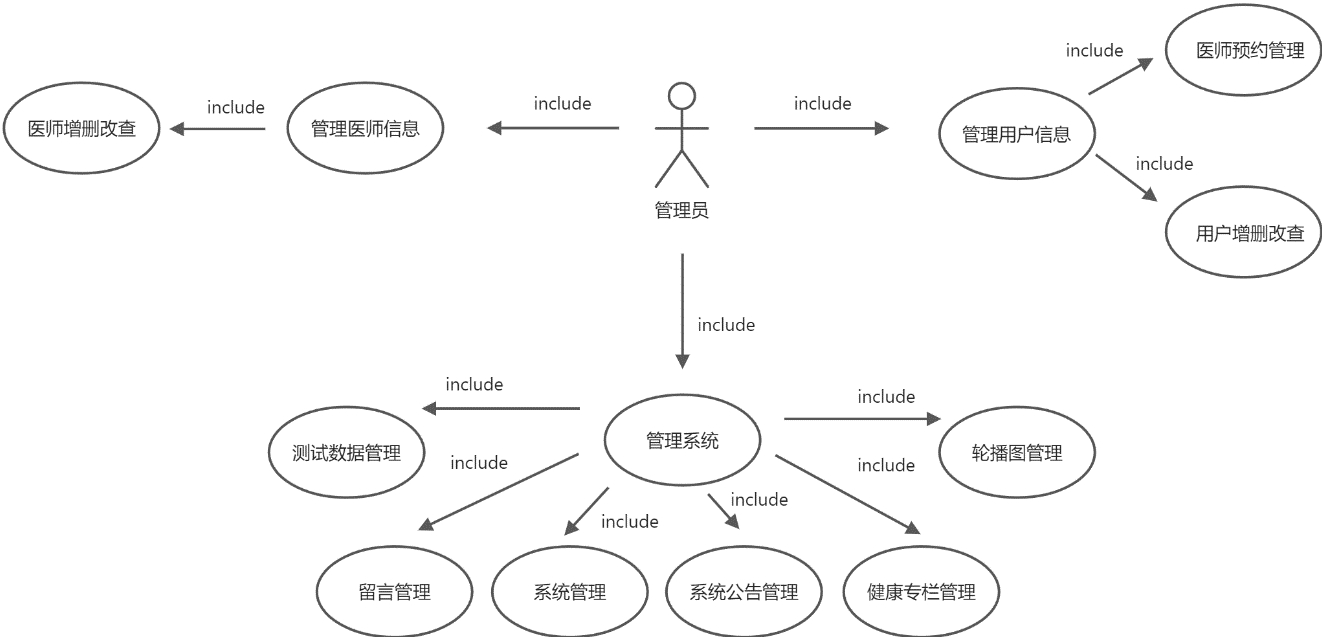 include
医师预约管理
include
include
include
医师增删改查
管理医师信息
管理用户信息
include
管理员
用户增删改查
include
include
include
测试数据管理
管理系统
轮播图管理
include
include
include
include
留言管理
系统管理
系统公告管理
健康专栏管理